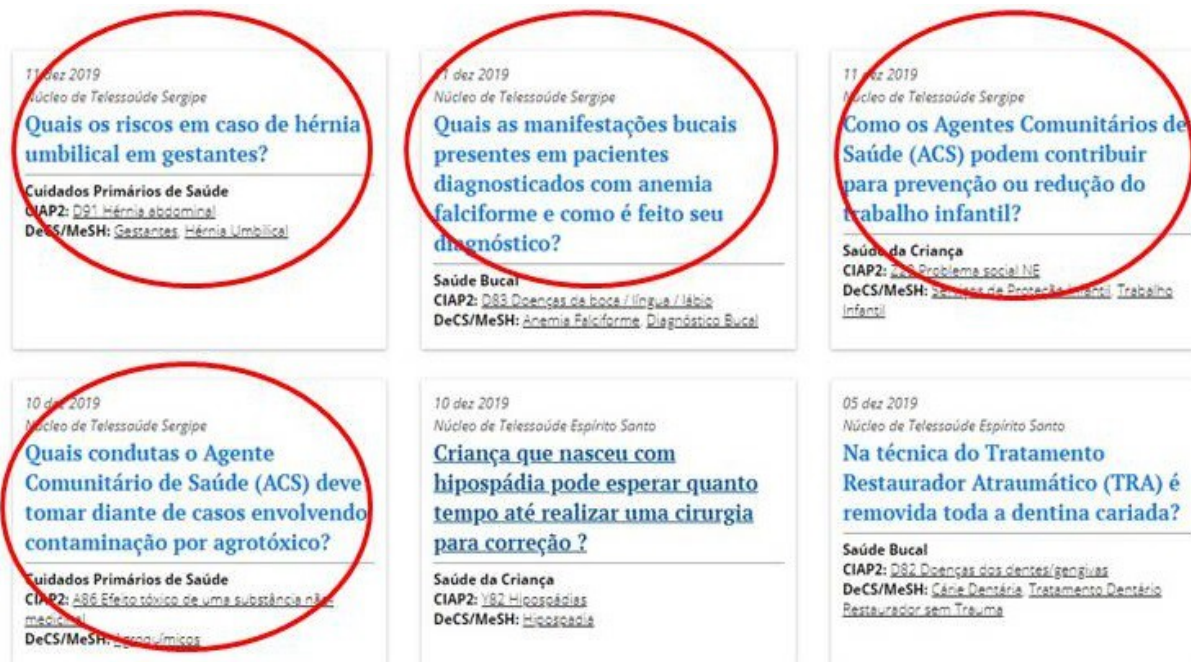 11 dez 2019
Núcleo de Telessaúde Sergipe
Quais os riscos em caso de hérnia
umbilical em gestantes?
Cuidados Primários de Saúde
CIAP2: D91 Hérnia abdominal
DeCS/MeSH: Gestantes, Hérnia Umbilical
11 dez 2019
Núcleo de Telessaúde Sergipe
Quais as manifestações bucais
presentes em pacientes
diagnosticados com anemia
falciforme e como é feito seu
diagnóstico?
Saúde Bucal
CIAP2: D83 Doenças da boca / língua / lábio
DeCS/MeSH: Anemia Falciforme, Diagnóstico Bucal
11 dez 2019
Núcleo de Telessaúde Sergipe
Como os Agentes Comunitários de
Saúde (ACS) podem contribuir
para prevenção ou redução do
trabalho infantil?
Saúde da Criança
CIAP2: Z29 Problema social NE
DeCS/MeSH: Serviços de Proteção Infantil, Trabalho
Infantil
10 dez 2019
Núcleo de Telessaúde Sergipe
Quais condutas o Agente
Comunitário de Saúde (ACS) deve
tomar diante de casos envolvendo
contaminação por agrotóxico?
Cuidados Primários de Saúde
CIAP2: A86 Efeito tóxico de uma substância não-
medicinal
DeCS/MeSH: Agroquímicos
10 dez 2019
Núcleo de Telessaúde Espírito Santo
Criança que nasceu com
hipospádia pode esperar quanto
tempo até realizar uma cirurgia
para correção ?
Saúde da Criança
CIAP2: Y82 Hipospádias
DeCS/MeSH: Hipospadia
05 dez 2019
Núcleo de Telessaúde Espírito Santo
Na técnica do Tratamento
Restaurador Atraumático (TRA) é
removida toda a dentina cariada?
Saúde Bucal
CIAP2: D82 Doenças dos dentes/gengivas
DeCS/MeSH: Cárie Dentária, Tratamento Dentário
Restaurador sem Trauma